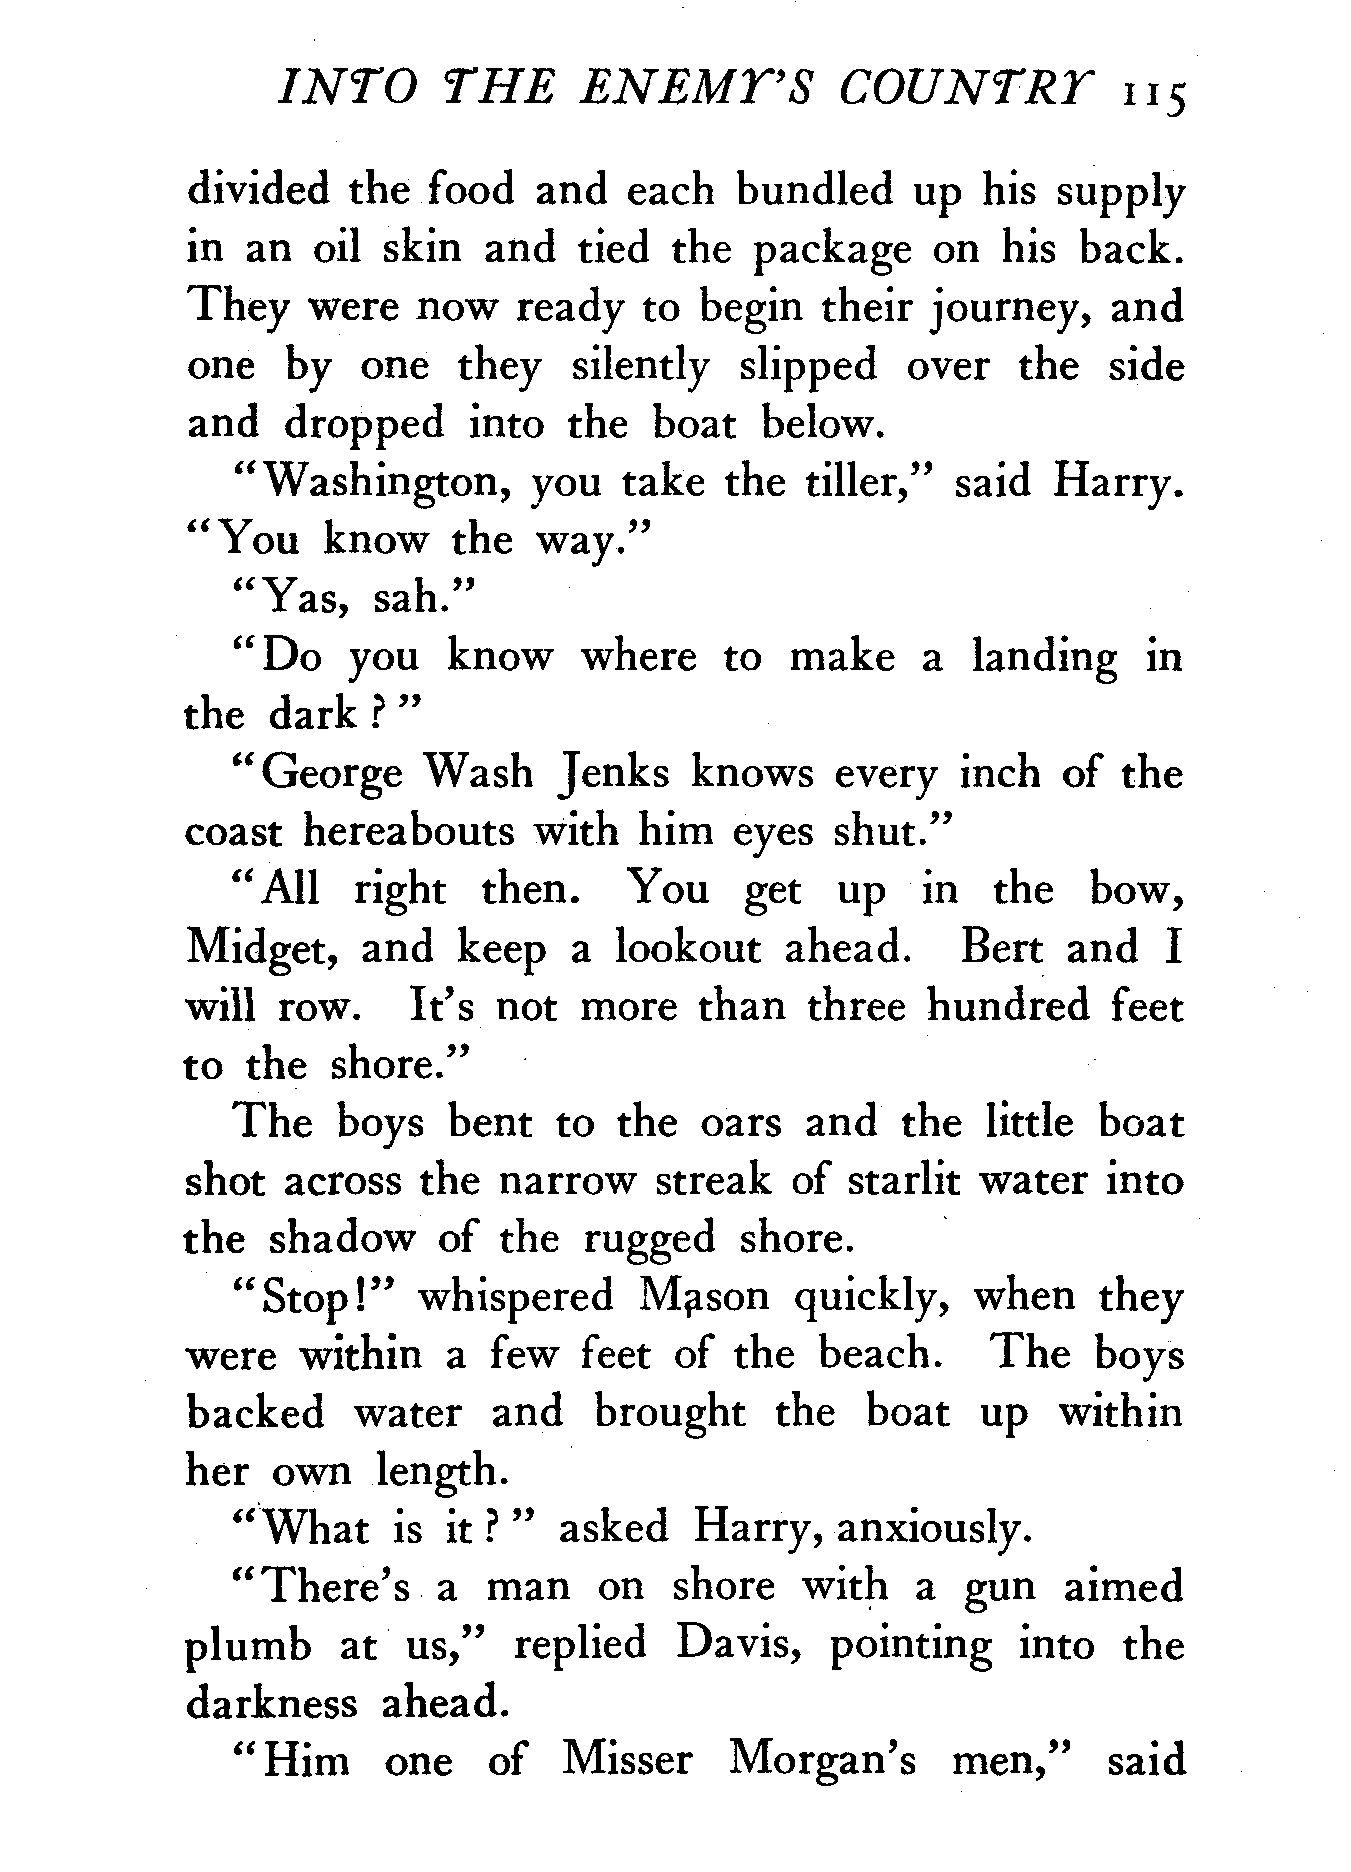 INTO THE ENEMY'S COUNTRY 115
divided the food and each bundled up his supply
in an oil skin and tied the package on his back.
They were now ready to begin their journey, and
one by one they silently slipped over the side
and dropped into the boat below.
"Washington, you take the tiller," said Harry.
"You know the way."
"Yas, sah."
"Do you know where to make a landing in
the dark?"
"George Wash Jenks knows every inch of the
coast hereabouts with him eyes shut."
"All right then. You get up in the bow,
Midget, and keep a lookout ahead. Bert and I
will row. It's not more than three hundred feet
to the shore."
The boys bent to the oars and the little boat
shot across the narrow streak of starlit water into
the shadow of the rugged shore.
"Stop!" whispered Mason quickly, when they
were within a few feet of the beach. The boys
backed water and brought the boat up within
her own length.
"What is it?" asked Harry, anxiously.
"There's a man on shore with a gun aimed
plumb at us," replied Davis, pointing into the
darkness ahead.
"Him one of Misser Morgan's men," said